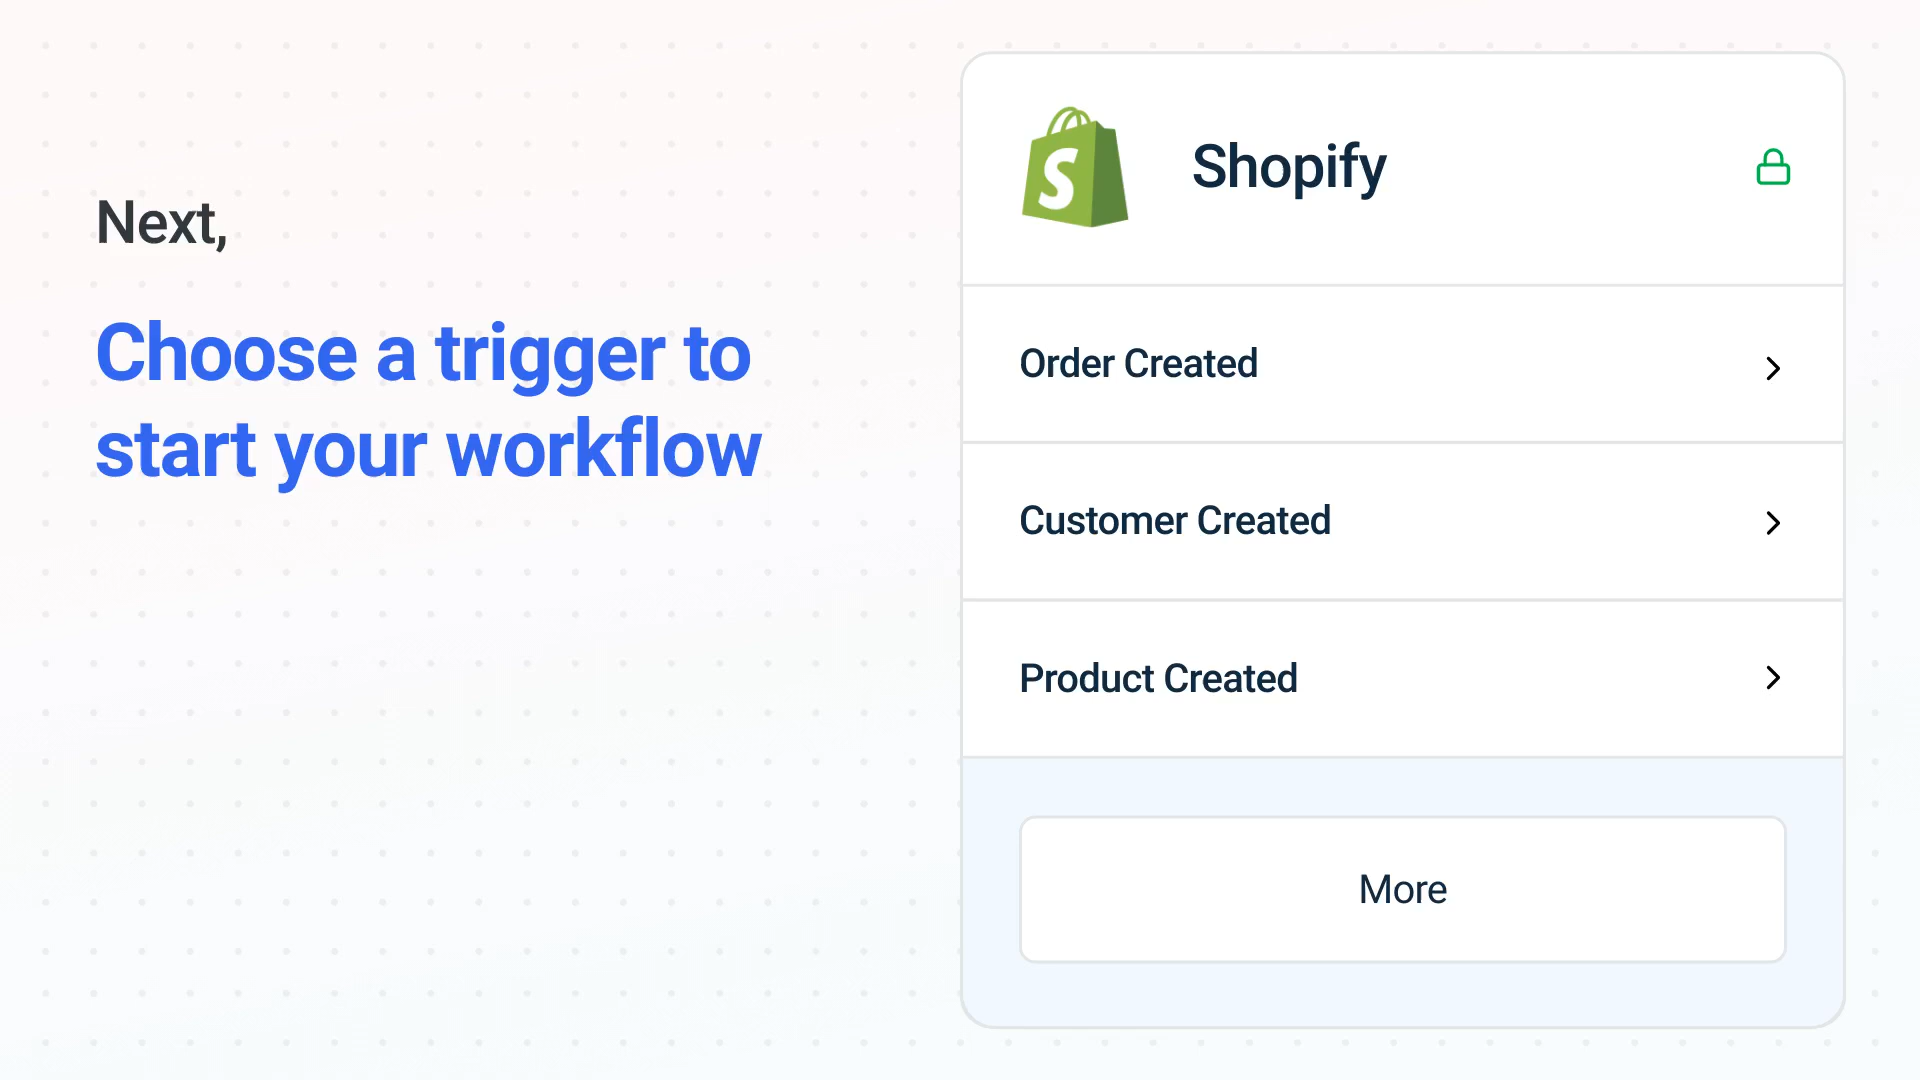 Next,
Choose a trigger to
start your workflow
Shopify
Order Created
Customer Created
Product Created
More